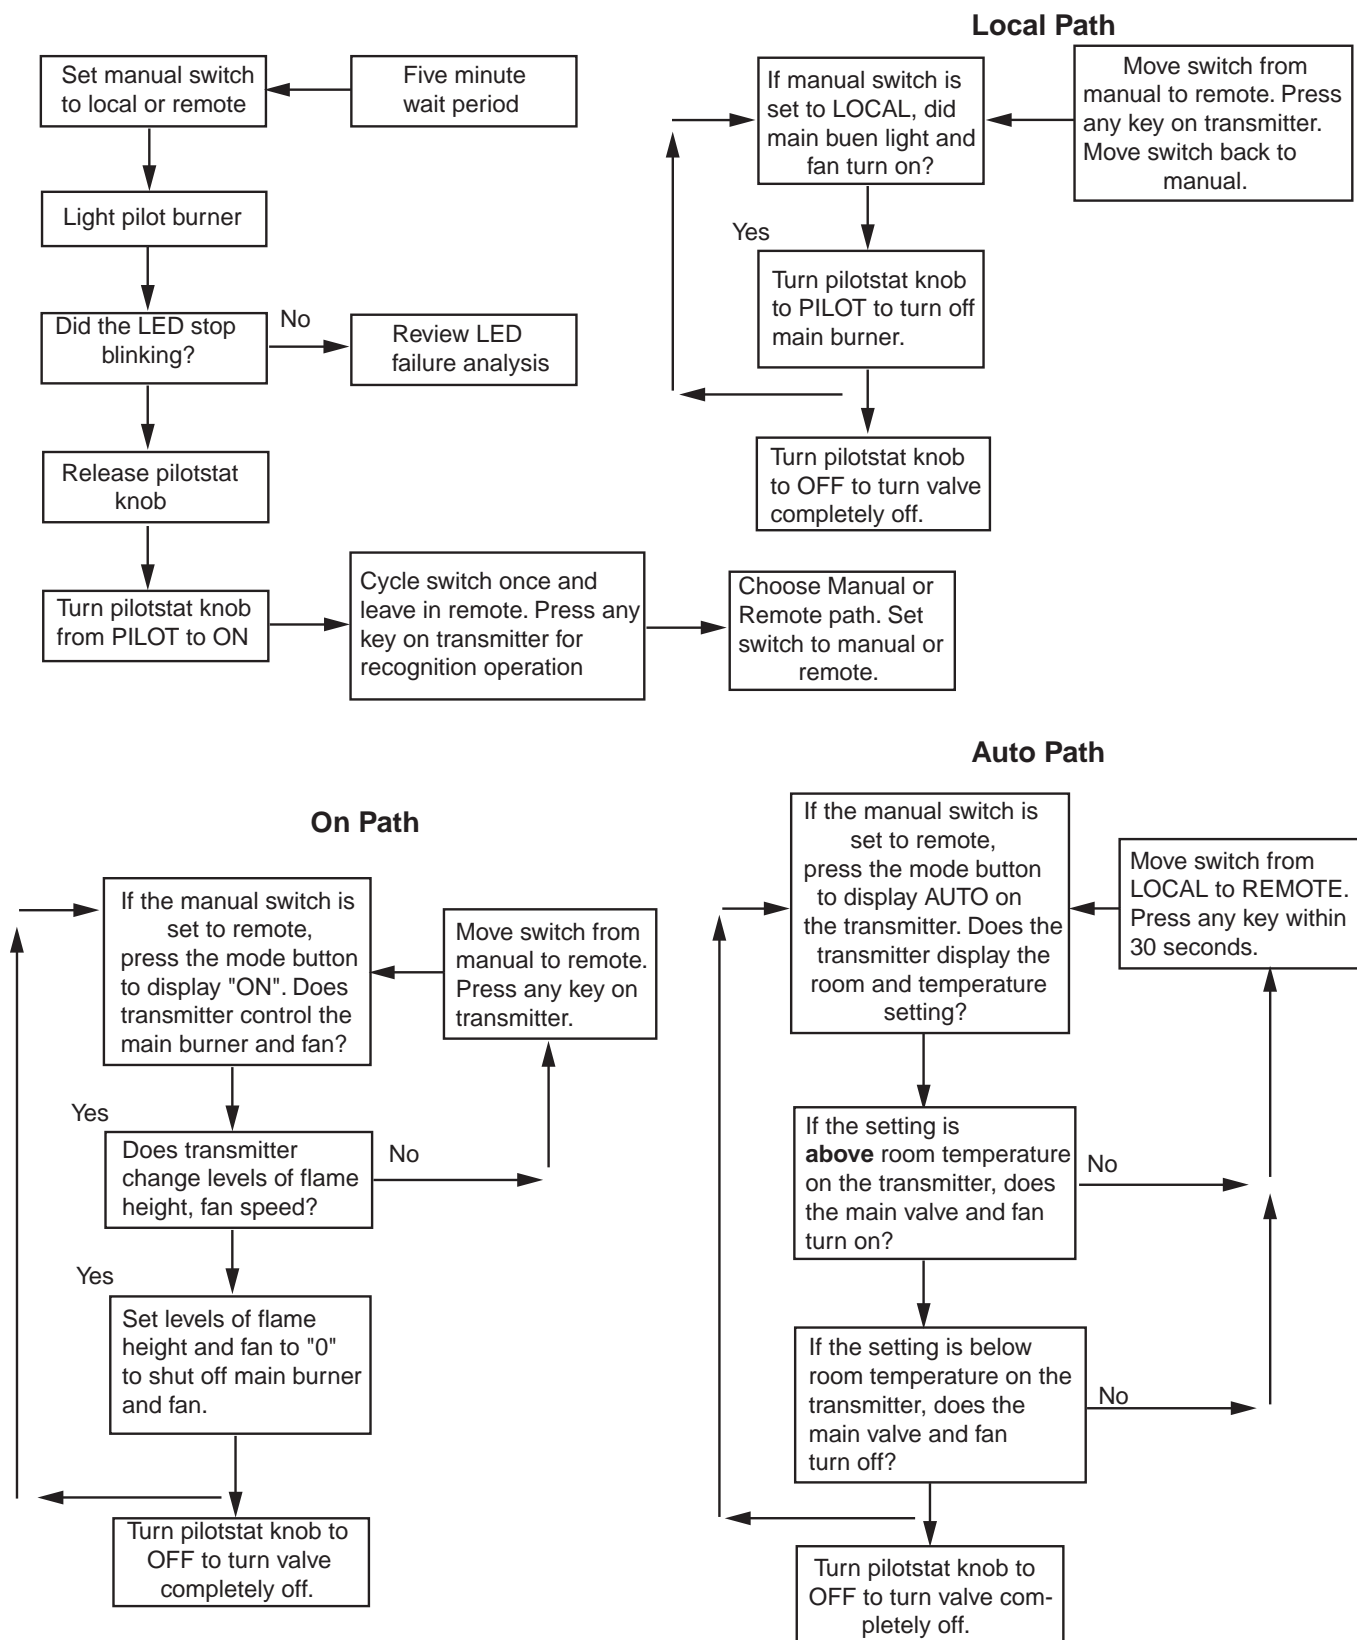 Set manual switch
to local or remote
Five minute
wait period
Light pilot burner
Did the LED stop
blinking?
No
Review LED
failure analysis
Release pilotstat
knob
Turn pilotstat knob
from PILOT to ON
Cycle switch once and
leave in remote. Press any
key on transmitter for
recognition operation
Choose Manual or
Remote path. Set
switch to manual or
remote.
Local Path
If manual switch is
set to LOCAL, did
main buen light and
fan turn on?
Move switch from
manual to remote. Press
any key on transmitter.
Move switch back to
manual.
Yes
Turn pilotstat knob
to PILOT to turn off
main burner.
Turn pilotstat knob
to OFF to turn valve
completely off.
On Path
If the manual switch is
set to remote,
press the mode button
to display "ON". Does
transmitter control the
main burner and fan?
Move switch from
manual to remote.
Press any key on
transmitter.
Yes
Does transmitter
change levels of flame
height, fan speed?
No
Yes
Set levels of flame
height and fan to "0"
to shut off main burner
and fan.
Turn pilotstat knob to
OFF to turn valve
completely off.
Auto Path
If the manual switch is
set to remote,
press the mode button
to display AUTO on
the transmitter. Does the
transmitter display the
room and temperature
setting?
Move switch from
LOCAL to REMOTE.
Press any key within
30 seconds.
If the setting is
above room temperature
on the transmitter, does
the main valve and fan
turn on?
No
If the setting is below
room temperature on the
transmitter, does the
main valve and fan
turn off?
No
Turn pilotstat knob to
OFF to turn valve com-
pletely off.